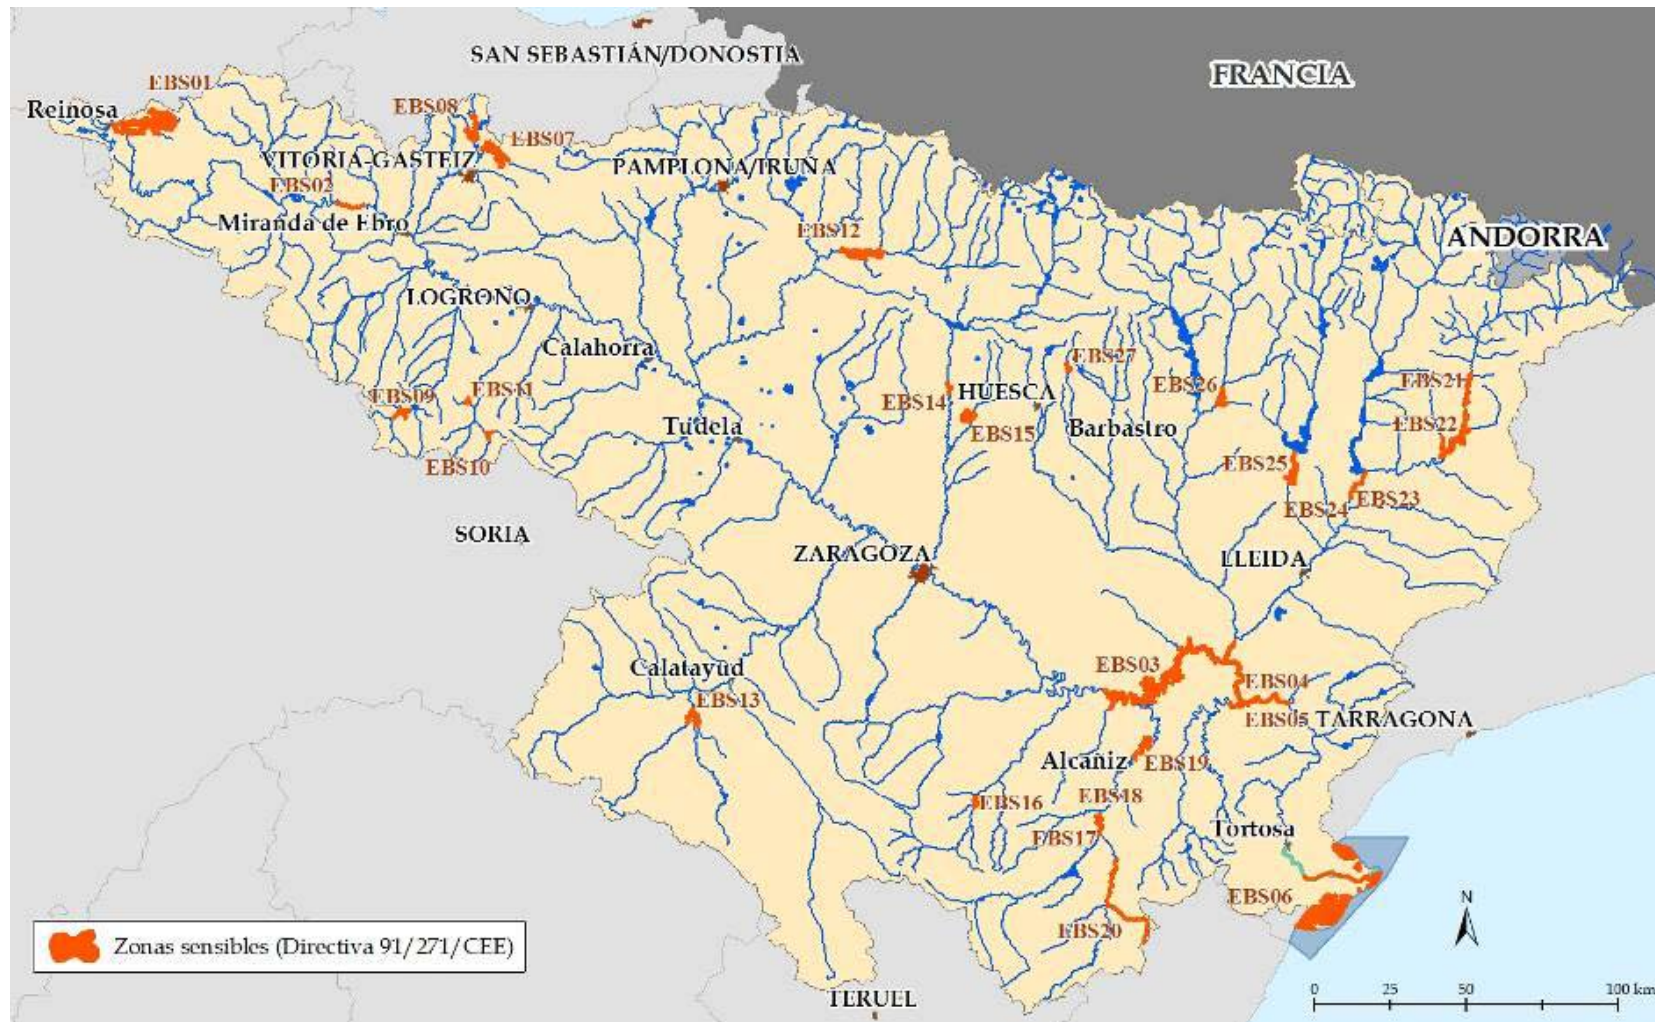 SAN SEBASTIÁN/DONOSTIA
FRANCIA
EBS01
Reinosa
EBS08
EBS07
VITORIA-GASTEIZ
PAMPLONA/IRUÑA
EBS02
Miranda de Ebro
EBS12
ANDORRA
LOGROÑO
Calahorra
EBS27
EBS09
EBS11
EBS14
HUESCA
EBS26
EBS21
Tudela
EBS15
Barbastro
EBS22
EBS10
EBS25
EBS23
EBS24
SORIA
ZARAGOZA
LLEIDA
Calatayud
EBS03
EBS13
EBS04
EBS05
TARRAGONA
Alcañiz
EBS19
EBS16
EBS18
EBS17
Tortosa
EBS06
EBS20
N
Zonas sensibles (Directiva 91/271/CEE)
TERUEL
0 25 50 100 km